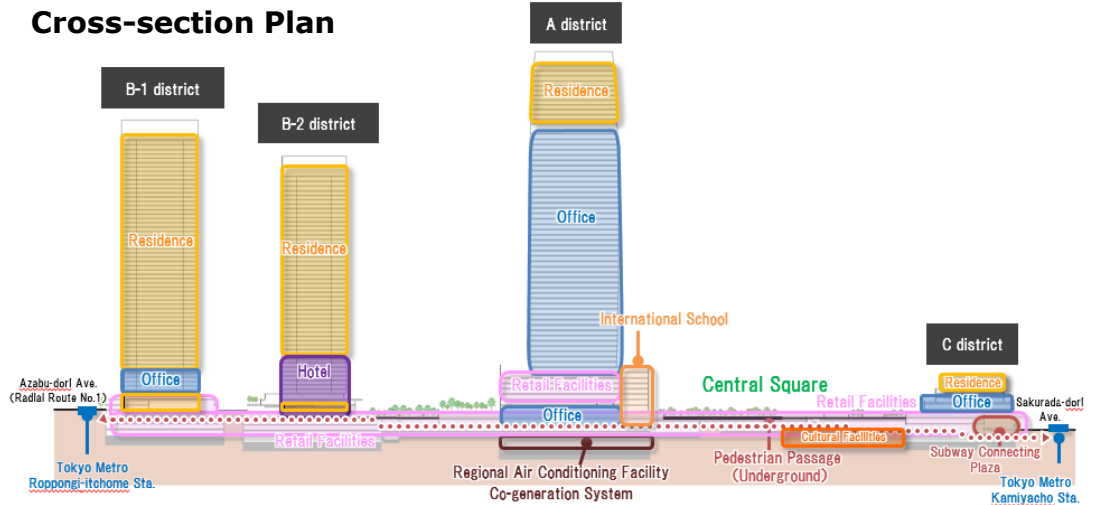 Cross-section Plan
A district
B-1 district
B-2 district
Residence
Residence
Residence
Office
International School
C district
Office
Hotel
Retail Facilities
Central Square
Residence
Azabu-dori Ave.
(Radial Route No.1)
Retail Facilities
Office
Sakurada-dori
Ave.
Office
Retail Facilities
Cultural Facilities
Tokyo Metro
Roppongi-itchome Sta.
Regional Air Conditioning Facility
Co-generation System
Pedestrian Passage
(Underground)
Subway Connecting
Plaza
Tokyo Metro
Kamiyacho Sta.